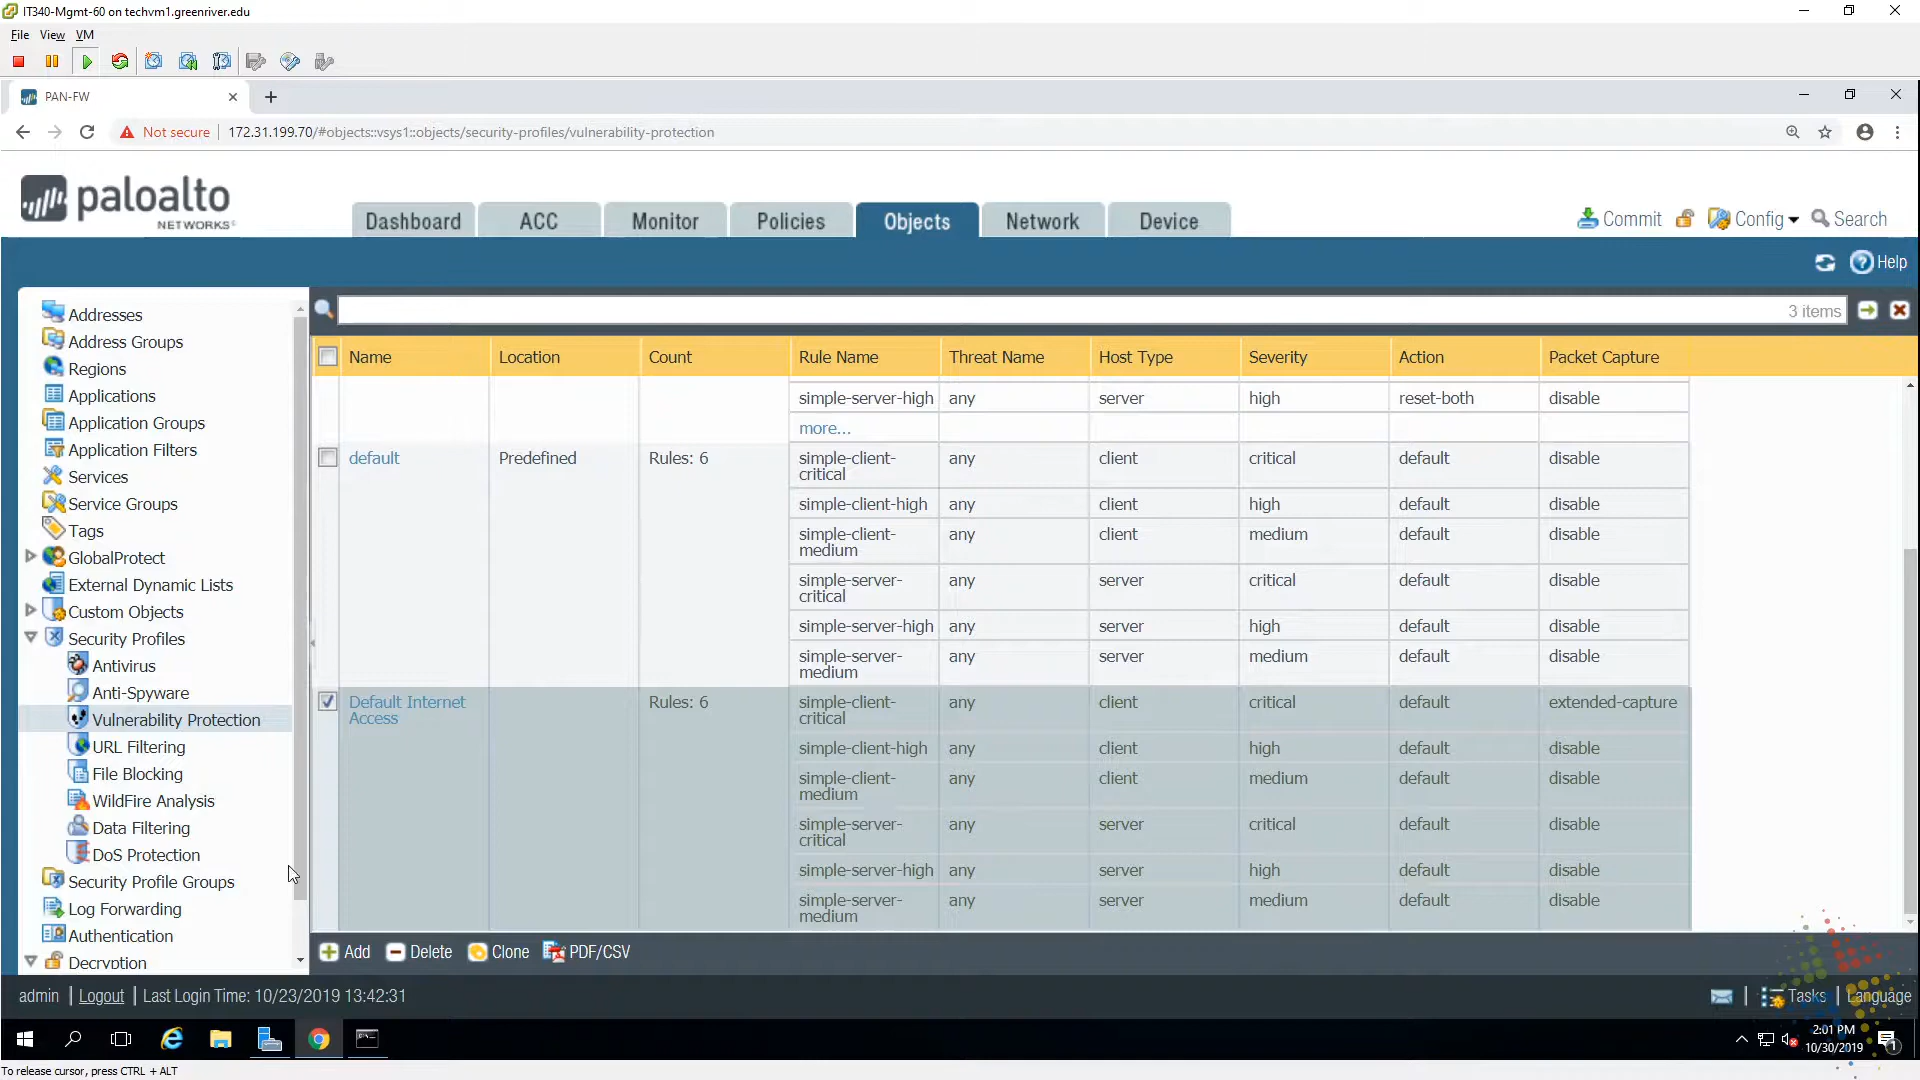 IT340-Mgmt-60 on techvm1.greenriver.edu
File View VM
PAN-FW
Not secure 172.31.199.70/#objects::vsys1::objects/security-profiles/vulnerability-protection
paloalto
NETWORKS
Dashboard ACC Monitor Policies Objects Network Device
Commit Config Search
Help
3 items
Addresses
Address Groups
Regions
Applications
Application Groups
Application Filters
Services
Service Groups
Tags
GlobalProtect
External Dynamic Lists
Custom Objects
Security Profiles
Antivirus
Anti-Spyware
Vulnerability Protection
URL Filtering
File Blocking
WildFire Analysis
Data Filtering
DoS Protection
Security Profile Groups
Log Forwarding
Authentication
Decryption
Name Location Count Rule Name Threat Name Host Type Severity Action Packet Capture
simple-server-high any server high reset-both disable
more...
default Predefined Rules: 6 simple-client-critical any client critical default disable
simple-client-high any client high default disable
simple-client-medium any client medium default disable
simple-server-critical any server critical default disable
simple-server-high any server high default disable
simple-server-medium any server medium default disable
Default Internet Access Rules: 6 simple-client-critical any client critical default extended-capture
simple-client-high any client high default disable
simple-client-medium any client medium default disable
simple-server-critical any server critical default disable
simple-server-high any server high default disable
simple-server-medium any server medium default disable
Add Delete Clone PDF/CSV
admin | Logout | Last Login Time: 10/23/2019 13:42:31
Tasks | Language
2:01 PM
10/30/2019
1
To release cursor, press CTRL + ALT